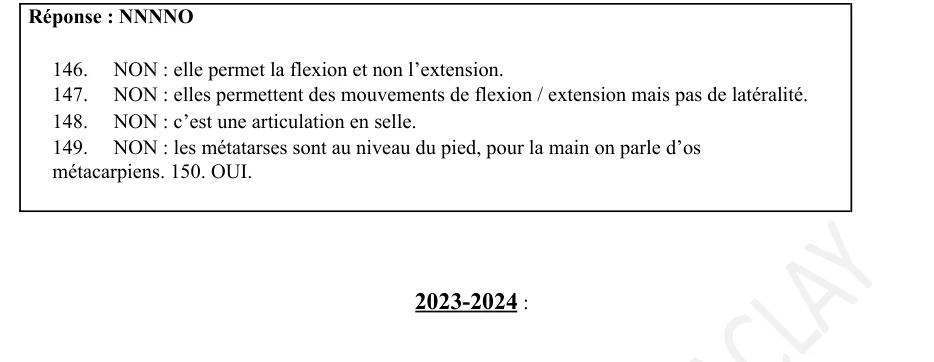 Réponse : NNNNO
146. NON : elle permet la flexion et non l’extension.
147. NON : elles permettent des mouvements de flexion / extension mais pas de latéralité.
148. NON : c’est une articulation en selle.
149. NON : les métatarses sont au niveau du pied, pour la main on parle d’os
métacarpiens. 150. OUI.
2023-2024 :